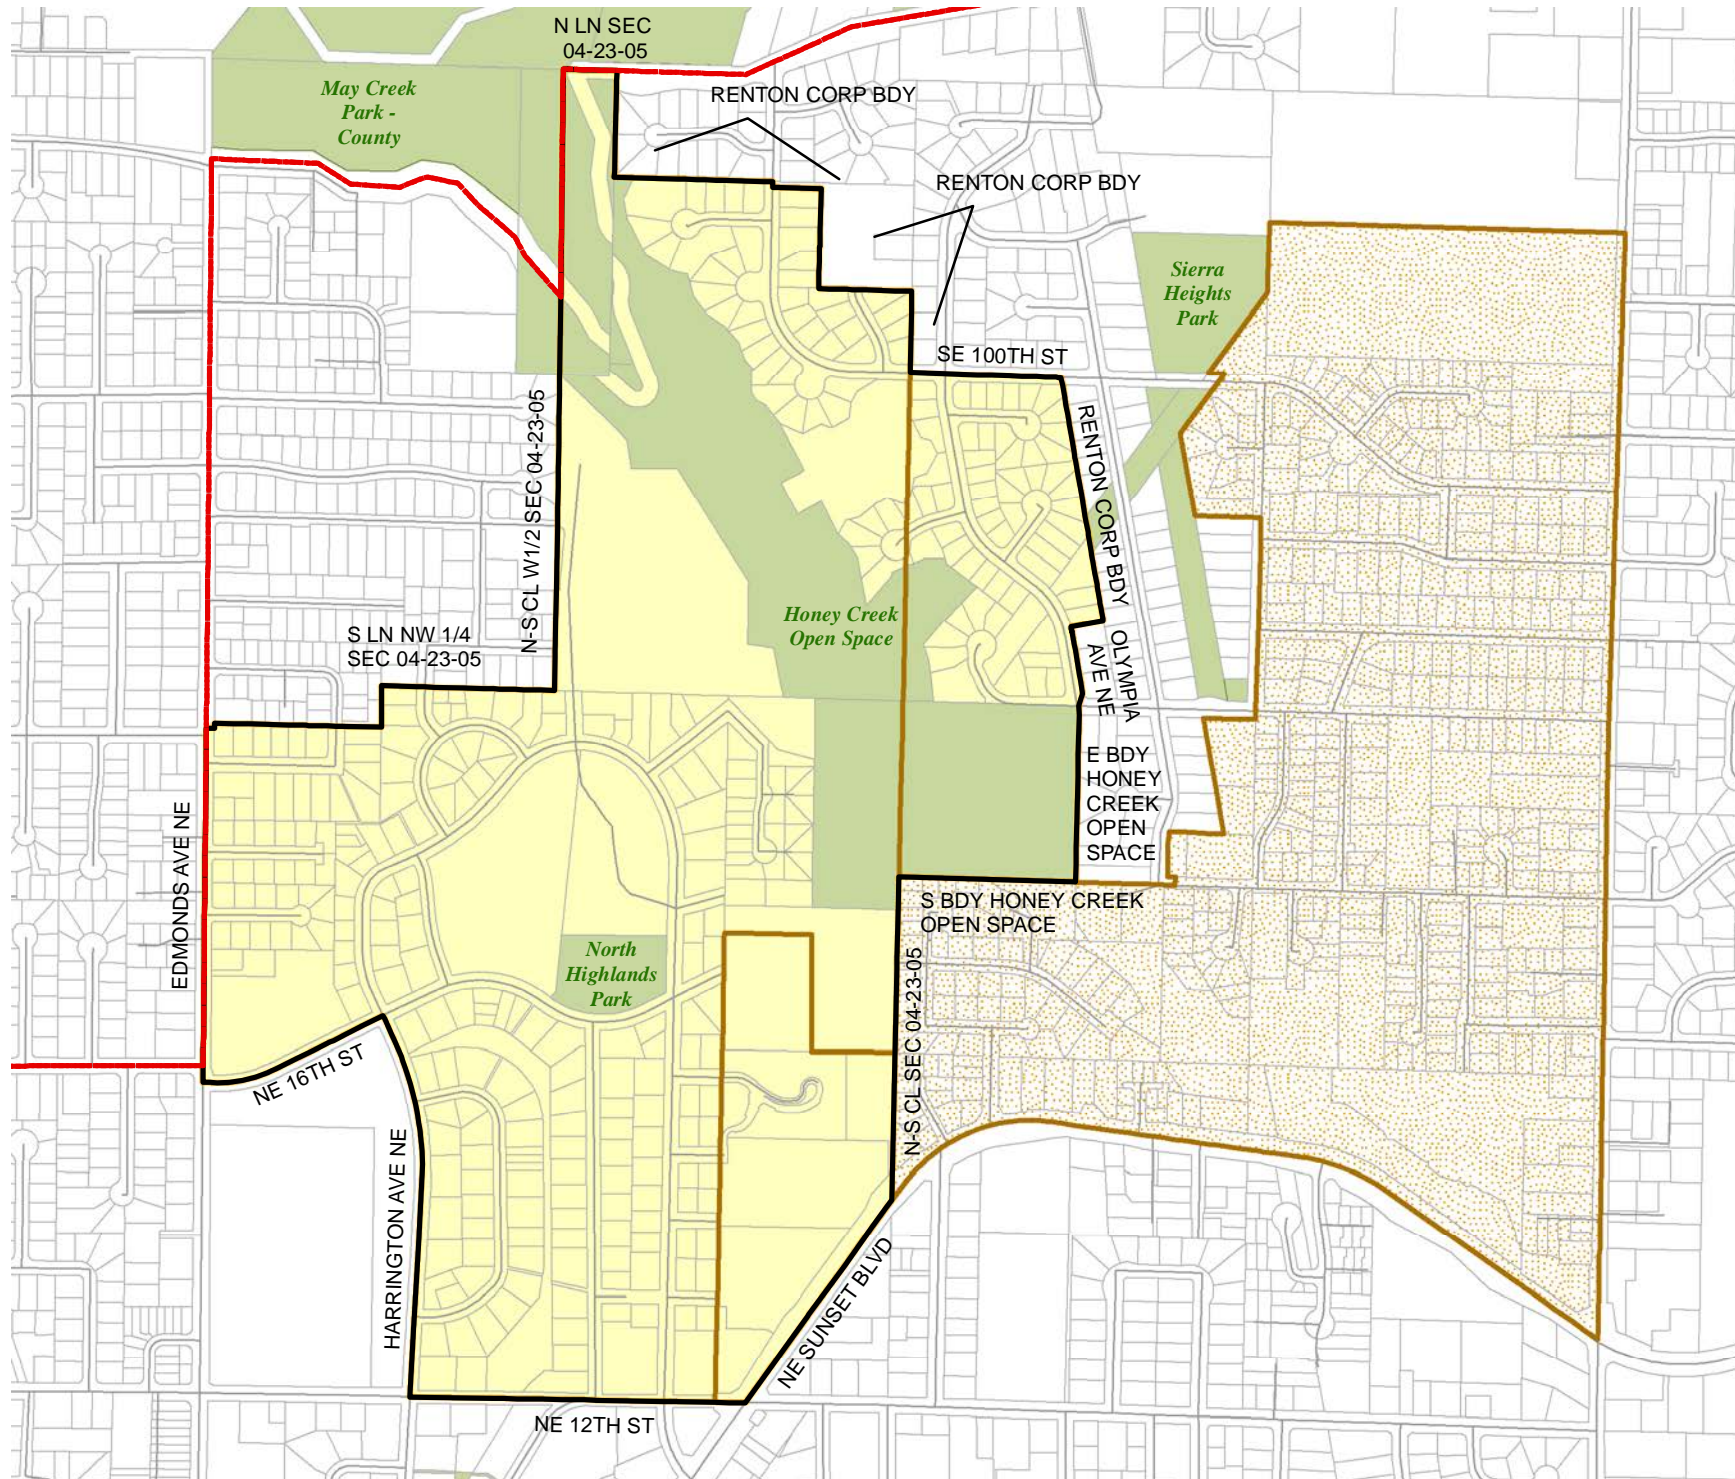 N LN SEC
04-23-05
May Creek
Park -
County
RENTON CORP BDY
RENTON CORP BDY
Sierra
Heights
Park
SE 100TH ST
N-S CL W1/2 SEC 04-23-05
RENTON CORP BDY
S LN NW 1/4
SEC 04-23-05
Honey Creek
Open Space
OLYMPIA
AVE NE
E BDY
HONEY
CREEK
OPEN
SPACE
EDMONDS AVE NE
S BDY HONEY CREEK
OPEN SPACE
North
Highlands
Park
N-S CL SEC 04-23-05
NE 16TH ST
HARRINGTON AVE NE
NE SUNSET BLVD
NE 12TH ST